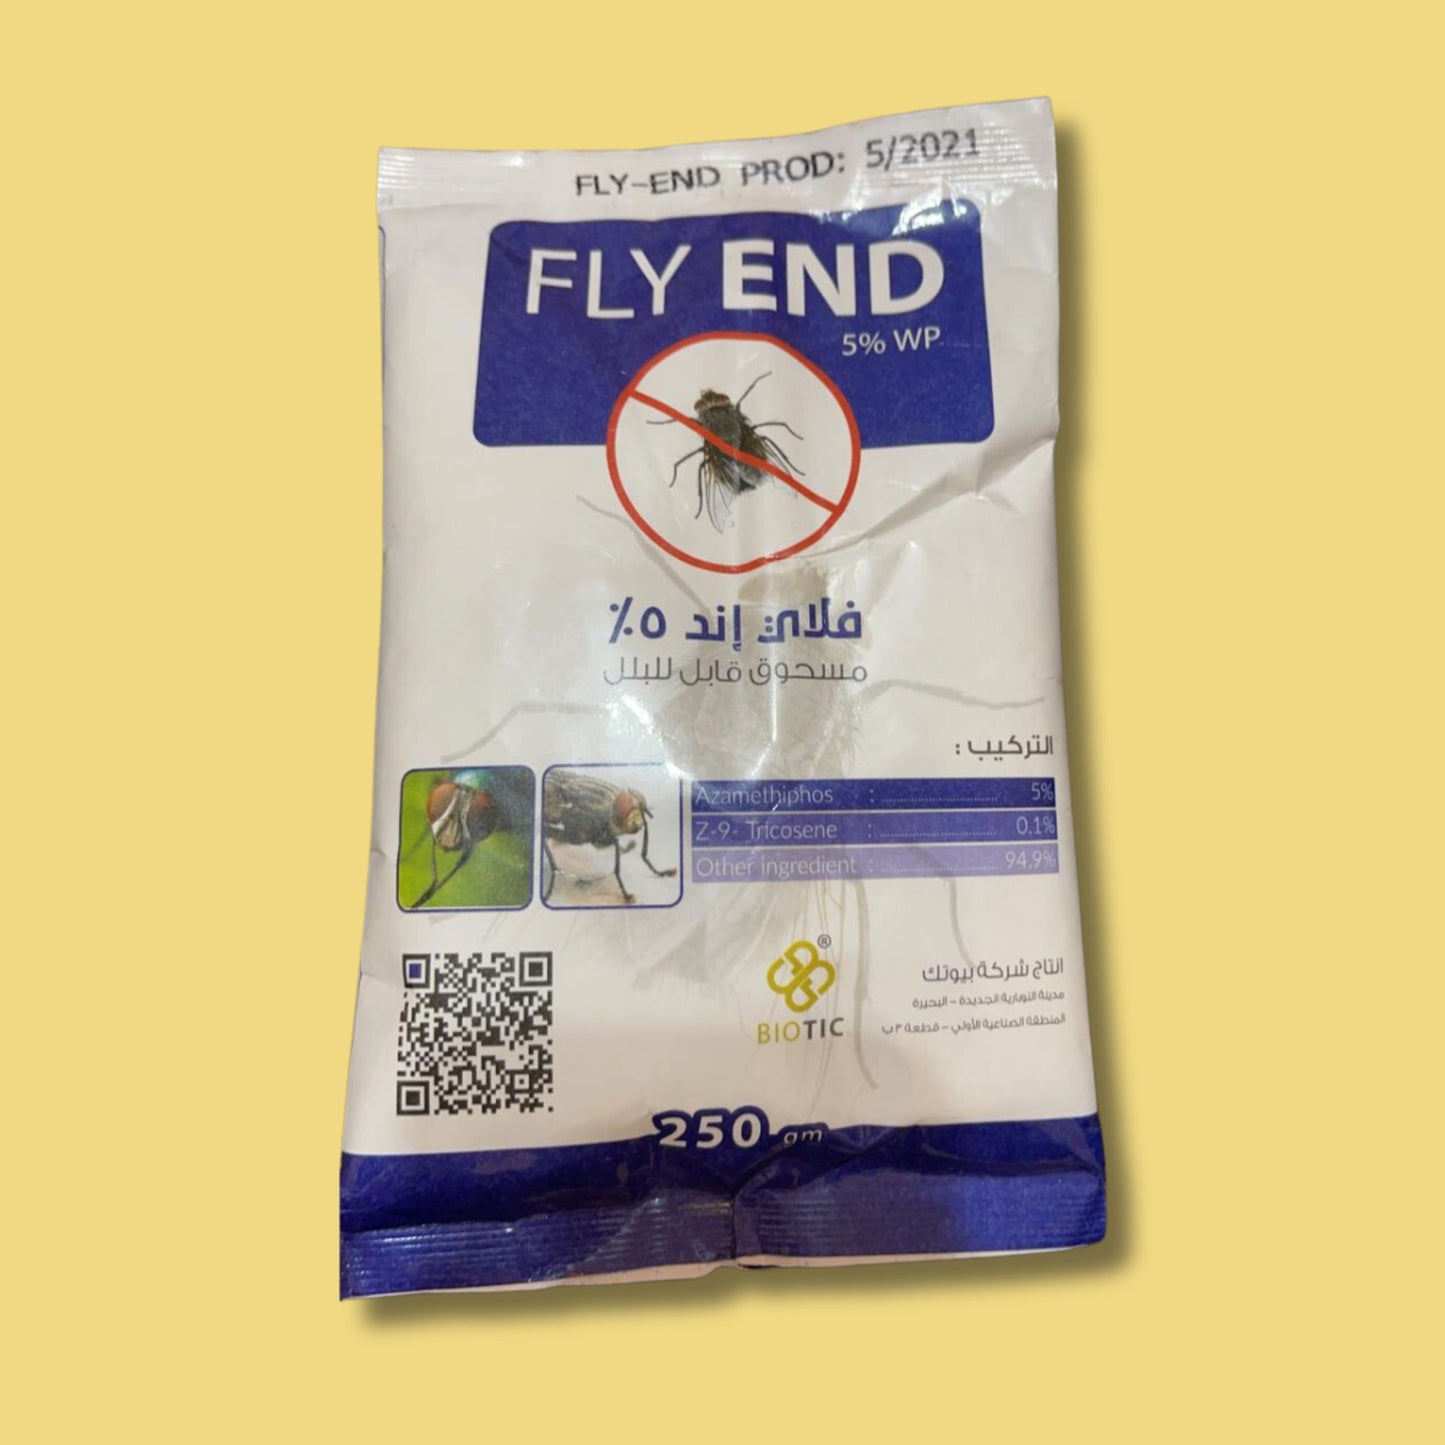 FLY-END PROD: 5/2021
FLY END
5% WP
فلاي إند ٥٪
مسحوق قابل للبلل
التركيب :
Azamethiphos : 5%
Z-9- Tricosene : 0.1%
Other ingredient : 94.9%
®
BIOTIC
انتاج شركة بيوتك
مدينة النوبارية الجديدة – البحيرة
المنطقة الصناعية الأولي – قطعة ٣ ب
250 gm